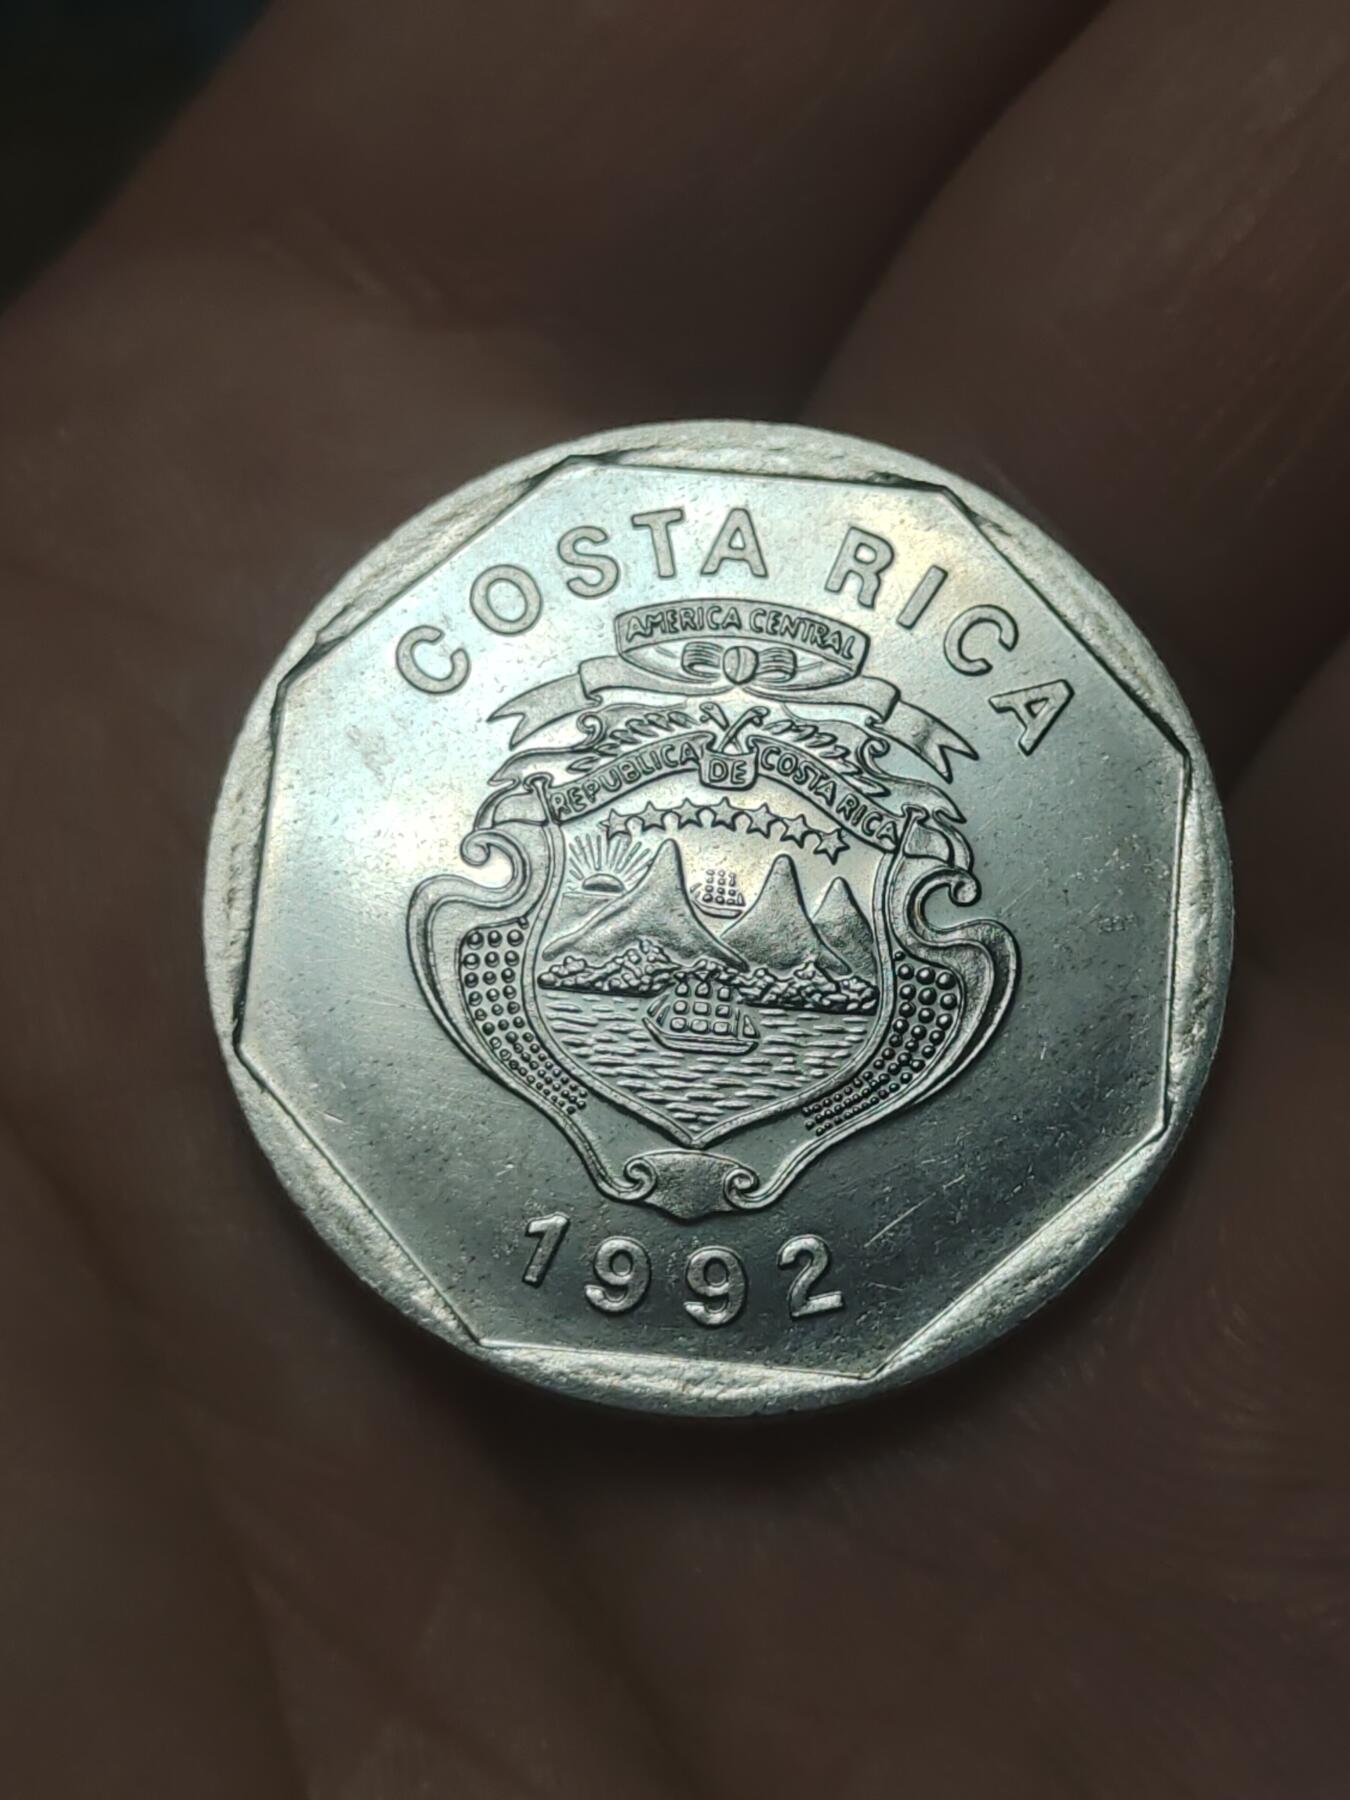 COSTA RICA
AMERICA CENTRAL
REPUBLICA DE COSTA RICA
1992